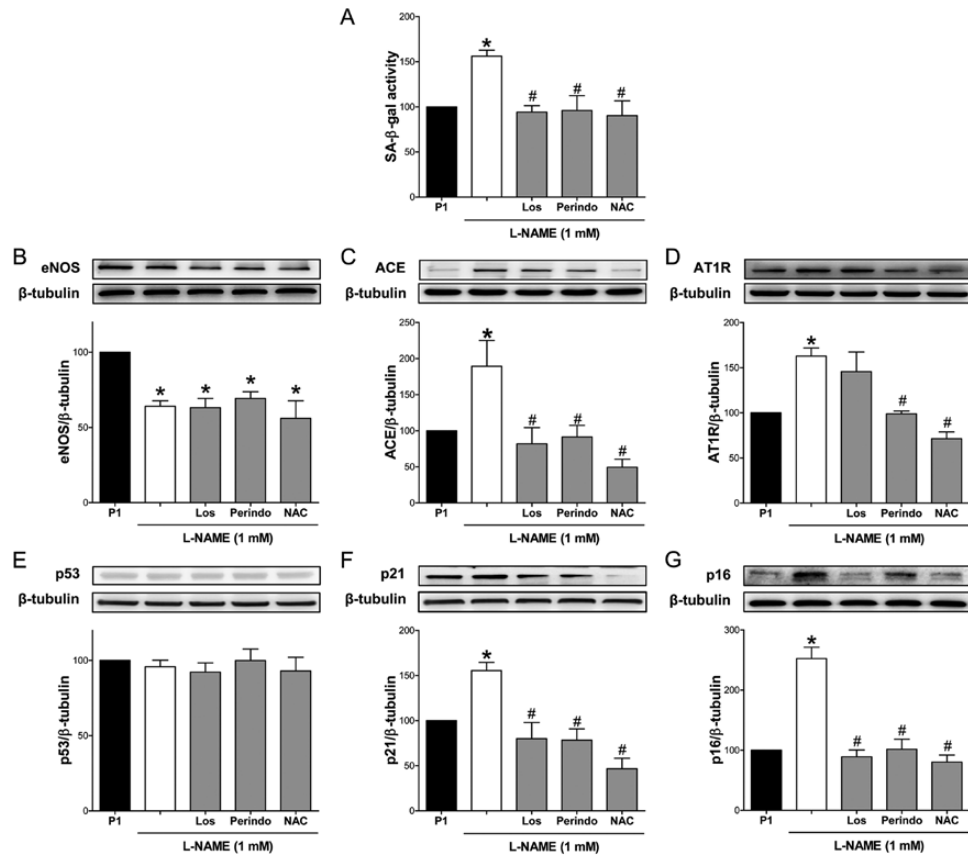 A
SA-β-gal activity
200
150
100
50
0
*
#
#
#
P1
Los
Perindo
NAC
L-NAME (1 mM)
B
eNOS
β-tubulin
eNOS/β-tubulin
100
50
0
*
*
*
*
P1
Los
Perindo
NAC
L-NAME (1 mM)
C
ACE
β-tubulin
ACE/β-tubulin
250
200
150
100
50
0
*
#
#
#
P1
Los
Perindo
NAC
L-NAME (1 mM)
D
AT1R
β-tubulin
AT1R/β-tubulin
200
150
100
50
0
*
#
#
P1
Los
Perindo
NAC
L-NAME (1 mM)
E
p53
β-tubulin
p53/β-tubulin
100
50
0
P1
Los
Perindo
NAC
L-NAME (1 mM)
F
p21
β-tubulin
p21/β-tubulin
200
150
100
50
0
*
#
#
#
P1
Los
Perindo
NAC
L-NAME (1 mM)
G
p16
β-tubulin
p16/β-tubulin
300
200
100
0
*
#
#
#
P1
Los
Perindo
NAC
L-NAME (1 mM)